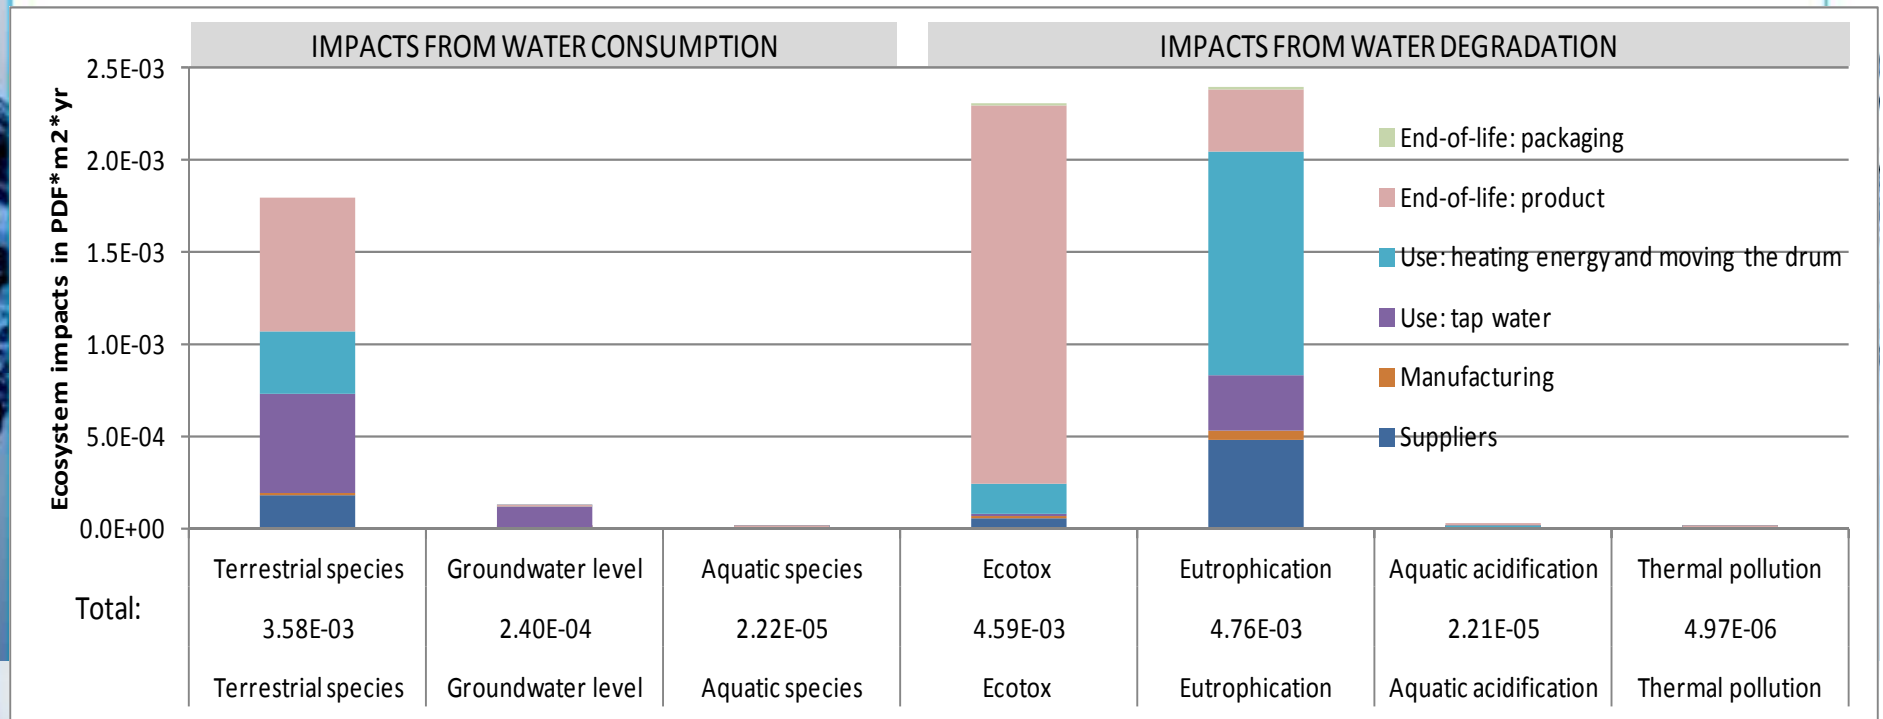 IMPACTS FROM WATER CONSUMPTION
IMPACTS FROM WATER DEGRADATION
Ecosystem impacts in PDF*m2*yr
2.5E-03
2.0E-03
1.5E-03
1.0E-03
5.0E-04
0.0E+00
End-of-life: packaging
End-of-life: product
Use: heating energy and moving the drum
Use: tap water
Manufacturing
Suppliers
Terrestrial species Groundwater level Aquatic species Ecotox Eutrophication Aquatic acidification Thermal pollution
Total:
3.58E-03 2.40E-04 2.22E-05 4.59E-03 4.76E-03 2.21E-05 4.97E-06
Terrestrial species Groundwater level Aquatic species Ecotox Eutrophication Aquatic acidification Thermal pollution